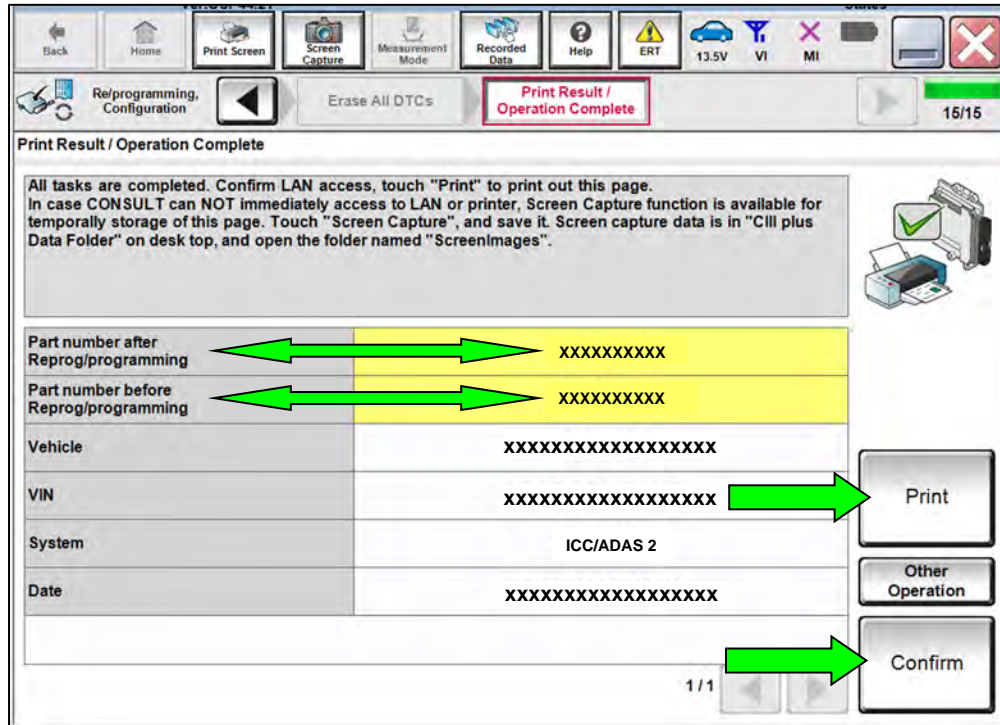 Back
Home
Print Screen
Screen
Capture
Measurement
Mode
Recorded
Data
Help
ERT
13.5V
VI
MI
Re/programming,
Configuration
Erase All DTCs
Print Result /
Operation Complete
15/15
Print Result / Operation Complete
All tasks are completed. Confirm LAN access, touch "Print" to print out this page.
In case CONSULT can NOT immediately access to LAN or printer, Screen Capture function is available for
temporally storage of this page. Touch "Screen Capture", and save it. Screen capture data is in "CIII plus
Data Folder" on desk top, and open the folder named "ScreenImages".
Part number after
Reprog/programming
XXXXXXXXXX
Part number before
Reprog/programming
XXXXXXXXXX
Vehicle
XXXXXXXXXXXXXXXXXX
VIN
XXXXXXXXXXXXXXXXXX
Print
System
ICC/ADAS 2
Other
Operation
Date
XXXXXXXXXXXXXXXXXX
Confirm
1/1